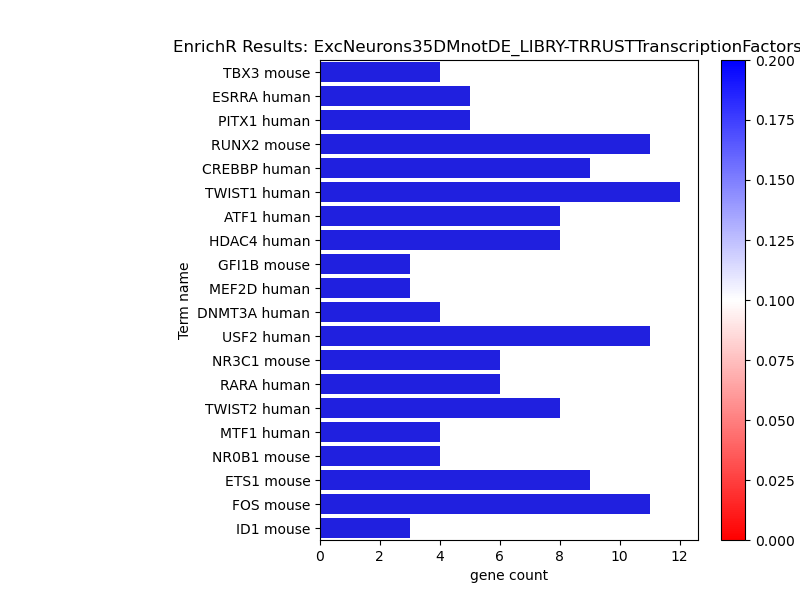 EnrichR Results: ExcNeurons35DMnotDE_LIBRY-TRRUSTTranscriptionFactors
TBX3 mouse
ESRRA human
PITX1 human
RUNX2 mouse
CREBBP human
TWIST1 human
ATF1 human
HDAC4 human
GFI1B mouse
MEF2D human
DNMT3A human
USF2 human
NR3C1 mouse
RARA human
TWIST2 human
MTF1 human
NR0B1 mouse
ETS1 mouse
FOS mouse
ID1 mouse
Term name
0 2 4 6 8 10 12
gene count
0.200
0.175
0.150
0.125
0.100
0.075
0.050
0.025
0.000